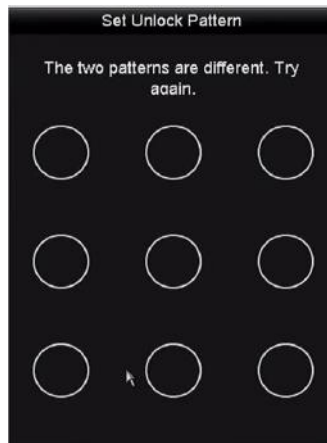 Set Unlock Pattern
The two patterns are different. Try
again.